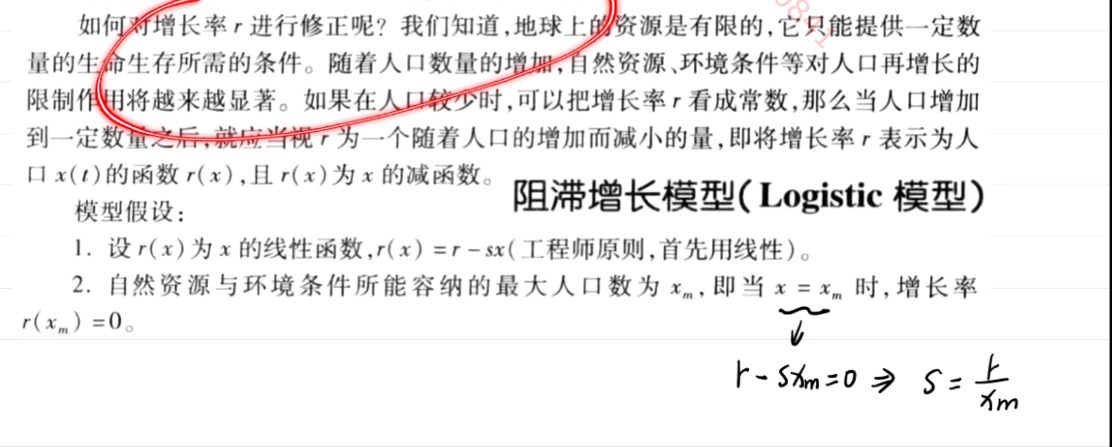 如何对增长率 r 进行修正呢? 我们知道,地球上的资源是有限的,它只能提供一定数
量的生命生存所需的条件。随着人口数量的增加,自然资源、环境条件等对人口再增长的
限制作用将越来越显著。如果在人口较少时,可以把增长率 r 看成常数,那么当人口增加
到一定数量之后,就应当视 r 为一个随着人口的增加而减小的量,即将增长率 r 表示为人
口 x(t)的函数 r(x),且 r(x)为 x 的减函数。
阻滞增长模型(Logistic 模型)
模型假设:
1. 设 r(x)为 x 的线性函数,r(x) = r - sx(工程师原则,首先用线性)。
2. 自然资源与环境条件所能容纳的最大人口数为 xₘ,即当 x = xₘ 时,增长率
r(xₘ) = 0。
r - sxₘ = 0 ⇒ s = r/xₘ